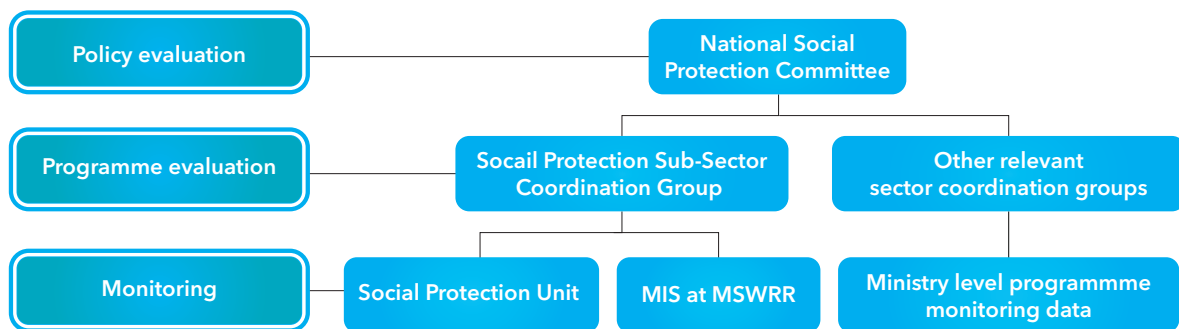 Policy evaluation
National Social
Protection Committee
Programme evaluation
Socail Protection Sub-Sector
Coordination Group
Other relevant
sector coordination groups
Monitoring
Social Protection Unit
MIS at MSWRR
Ministry level programmme
monitoring data